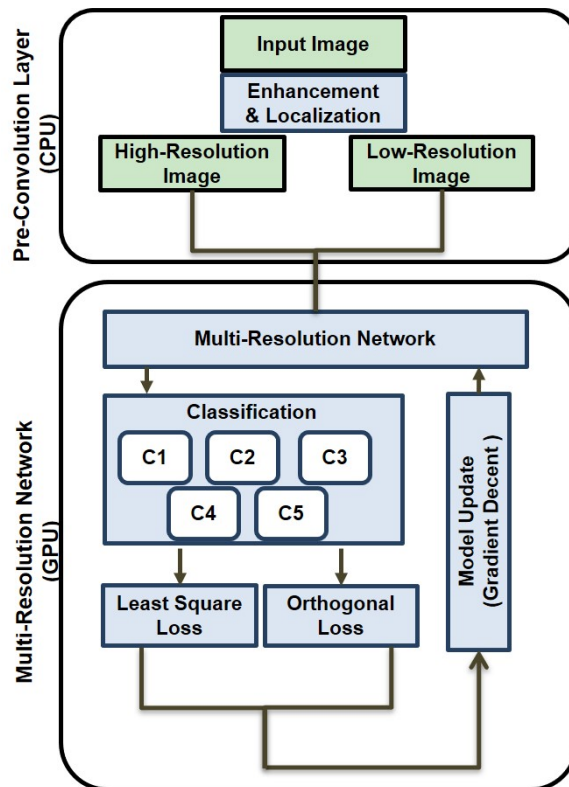 Pre-Convolution Layer
(CPU)
Input Image
Enhancement
& Localization
High-Resolution
Image
Low-Resolution
Image
Multi-Resolution Network
(GPU)
Multi-Resolution Network
Classification
C1
C2
C3
C4
C5
Least Square
Loss
Orthogonal
Loss
Model Update
(Gradient Decent )